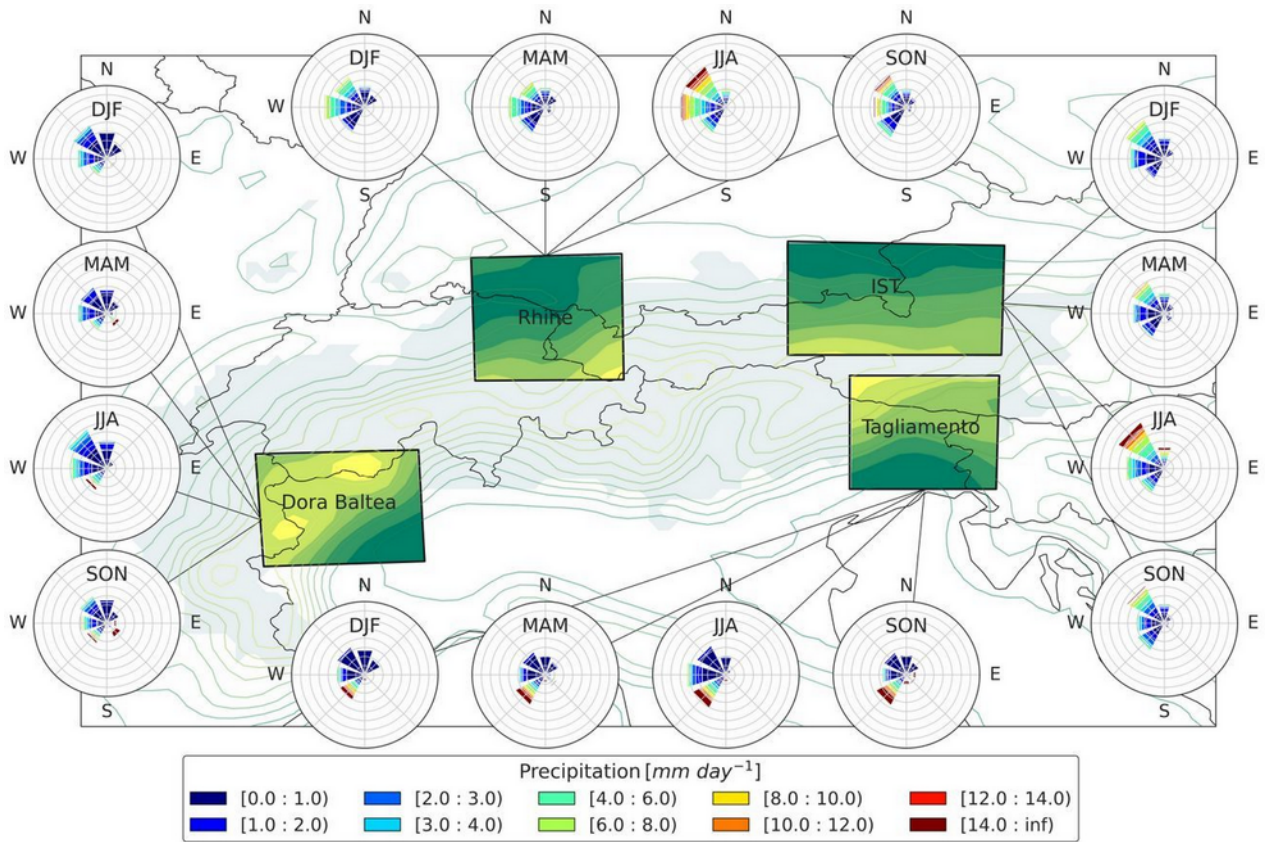 N N N N
DJF MAM JJA SON
W E
S S S S
N
DJF
W E
MAM
W E
JJA
W E
SON
W E
S
N
DJF
W E
MAM
W E
JJA
W E
SON
W E
S
Rhine
IST
Tagliamento
Dora Baltea
N N N N
DJF MAM JJA SON
W E
Precipitation [mm day⁻¹]
[0.0 : 1.0) [2.0 : 3.0) [4.0 : 6.0) [8.0 : 10.0) [12.0 : 14.0)
[1.0 : 2.0) [3.0 : 4.0) [6.0 : 8.0) [10.0 : 12.0) [14.0 : inf)